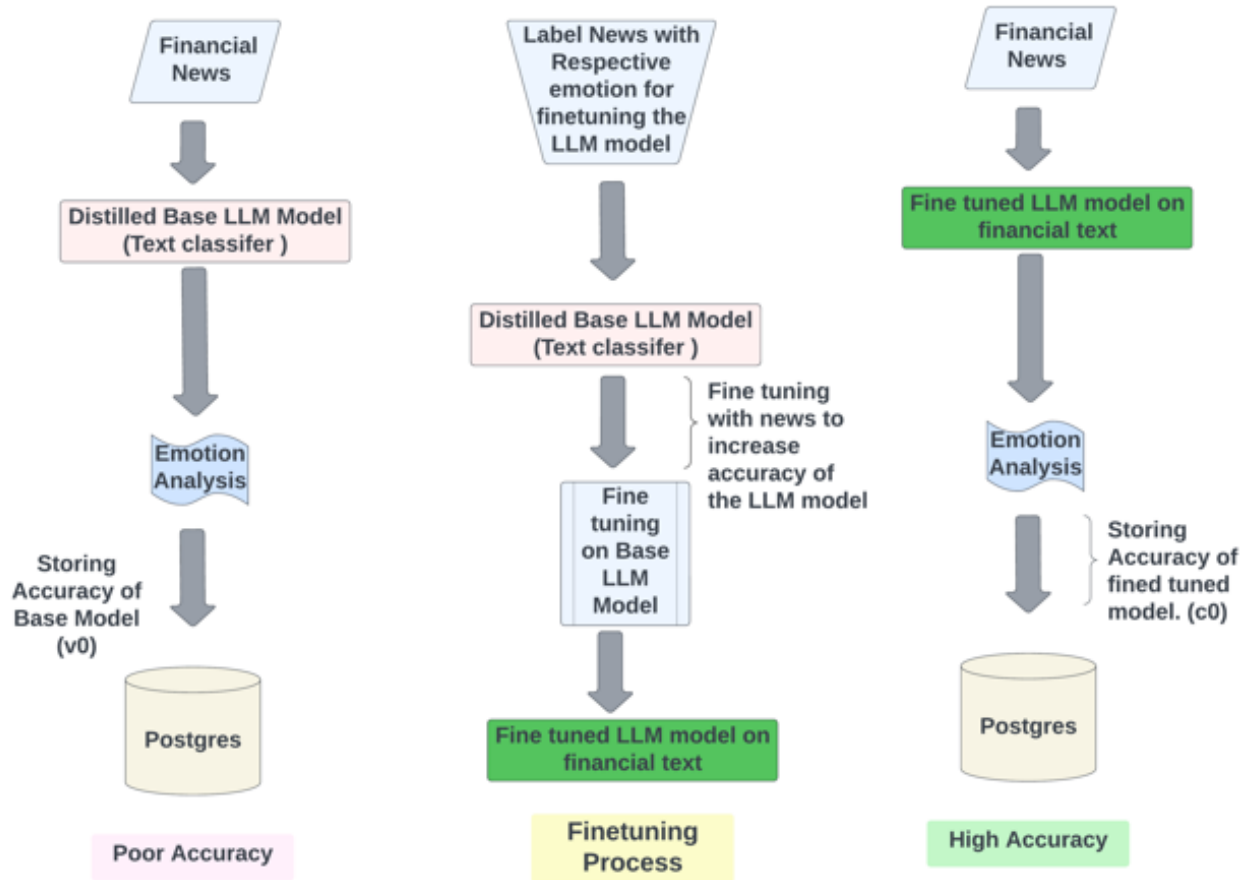 Financial
News
Distilled Base LLM Model
(Text classifer )
Emotion
Analysis
Storing
Accuracy of
Base Model
(v0)
Postgres
Poor Accuracy
Label News with
Respective
emotion for
finetuning the
LLM model
Distilled Base LLM Model
(Text classifer )
Fine tuning
with news to
increase
accuracy of
the LLM model
Fine
tuning
on Base
LLM
Model
Fine tuned LLM model on
financial text
Finetuning
Process
Financial
News
Fine tuned LLM model on
financial text
Emotion
Analysis
Storing
Accuracy of
fined tuned
model. (c0)
Postgres
High Accuracy